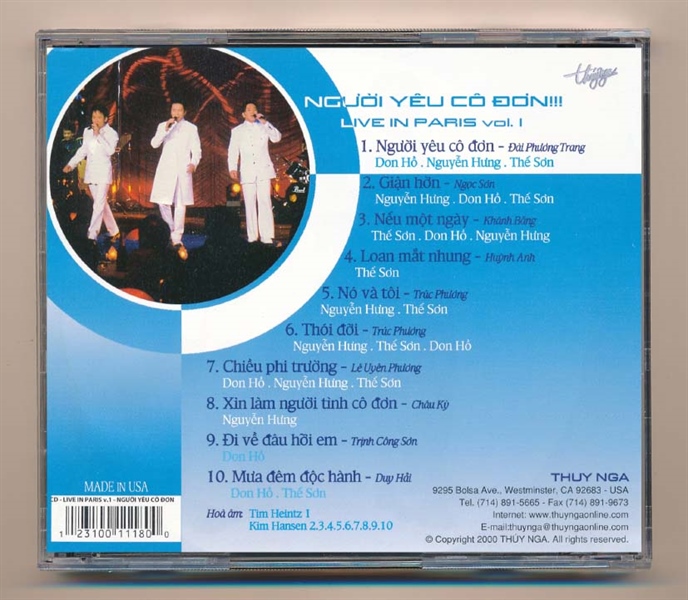 thúynga
NGƯỜI YÊU CÔ ĐƠN!!!
LIVE IN PARIS vol. 1
1. Người yêu cô đơn - Đài Phương Trang
Don Hồ . Nguyễn Hưng . Thế Sơn
2. Giận hờn - Ngọc Sơn
Nguyễn Hưng . Don Hồ . Thế Sơn
3. Nếu một ngày - Khánh Băng
Thế Sơn . Don Hồ . Nguyễn Hưng
4. Loan mắt nhung - Huỳnh Anh
Thế Sơn
5. Nó và tôi - Trúc Phương
Nguyễn Hưng . Thế Sơn
6. Thói đời - Trúc Phương
Nguyễn Hưng . Thế Sơn . Don Hồ
7. Chiều phi trường - Lê Uyên Phương
Don Hồ . Nguyễn Hưng . Thế Sơn
8. Xin làm người tình cô đơn - Châu Kỳ
Nguyễn Hưng
9. Đi về đâu hỡi em - Trịnh Công Sơn
Don Hồ
10. Mưa đêm độc hành - Duy Hải
Don Hồ . Thế Sơn
Hoà âm: Tim Heintz 1
Kim Hansen 2.3.4.5.6.7.8.9.10
MADE IN USA
CD - LIVE IN PARIS v.1 - NGƯỜI YÊU CÔ ĐƠN
1 23100 11180 0
THUY NGA
9295 Bolsa Ave., Westminster, CA 92683 - USA
Tel. (714) 891-5665 - Fax (714) 891-9673
Internet: www.thuyngaonline.com
E-mail:thuynga@thuyngaonline.com
© Copyright 2000 THÚY NGA. All rights reserved.